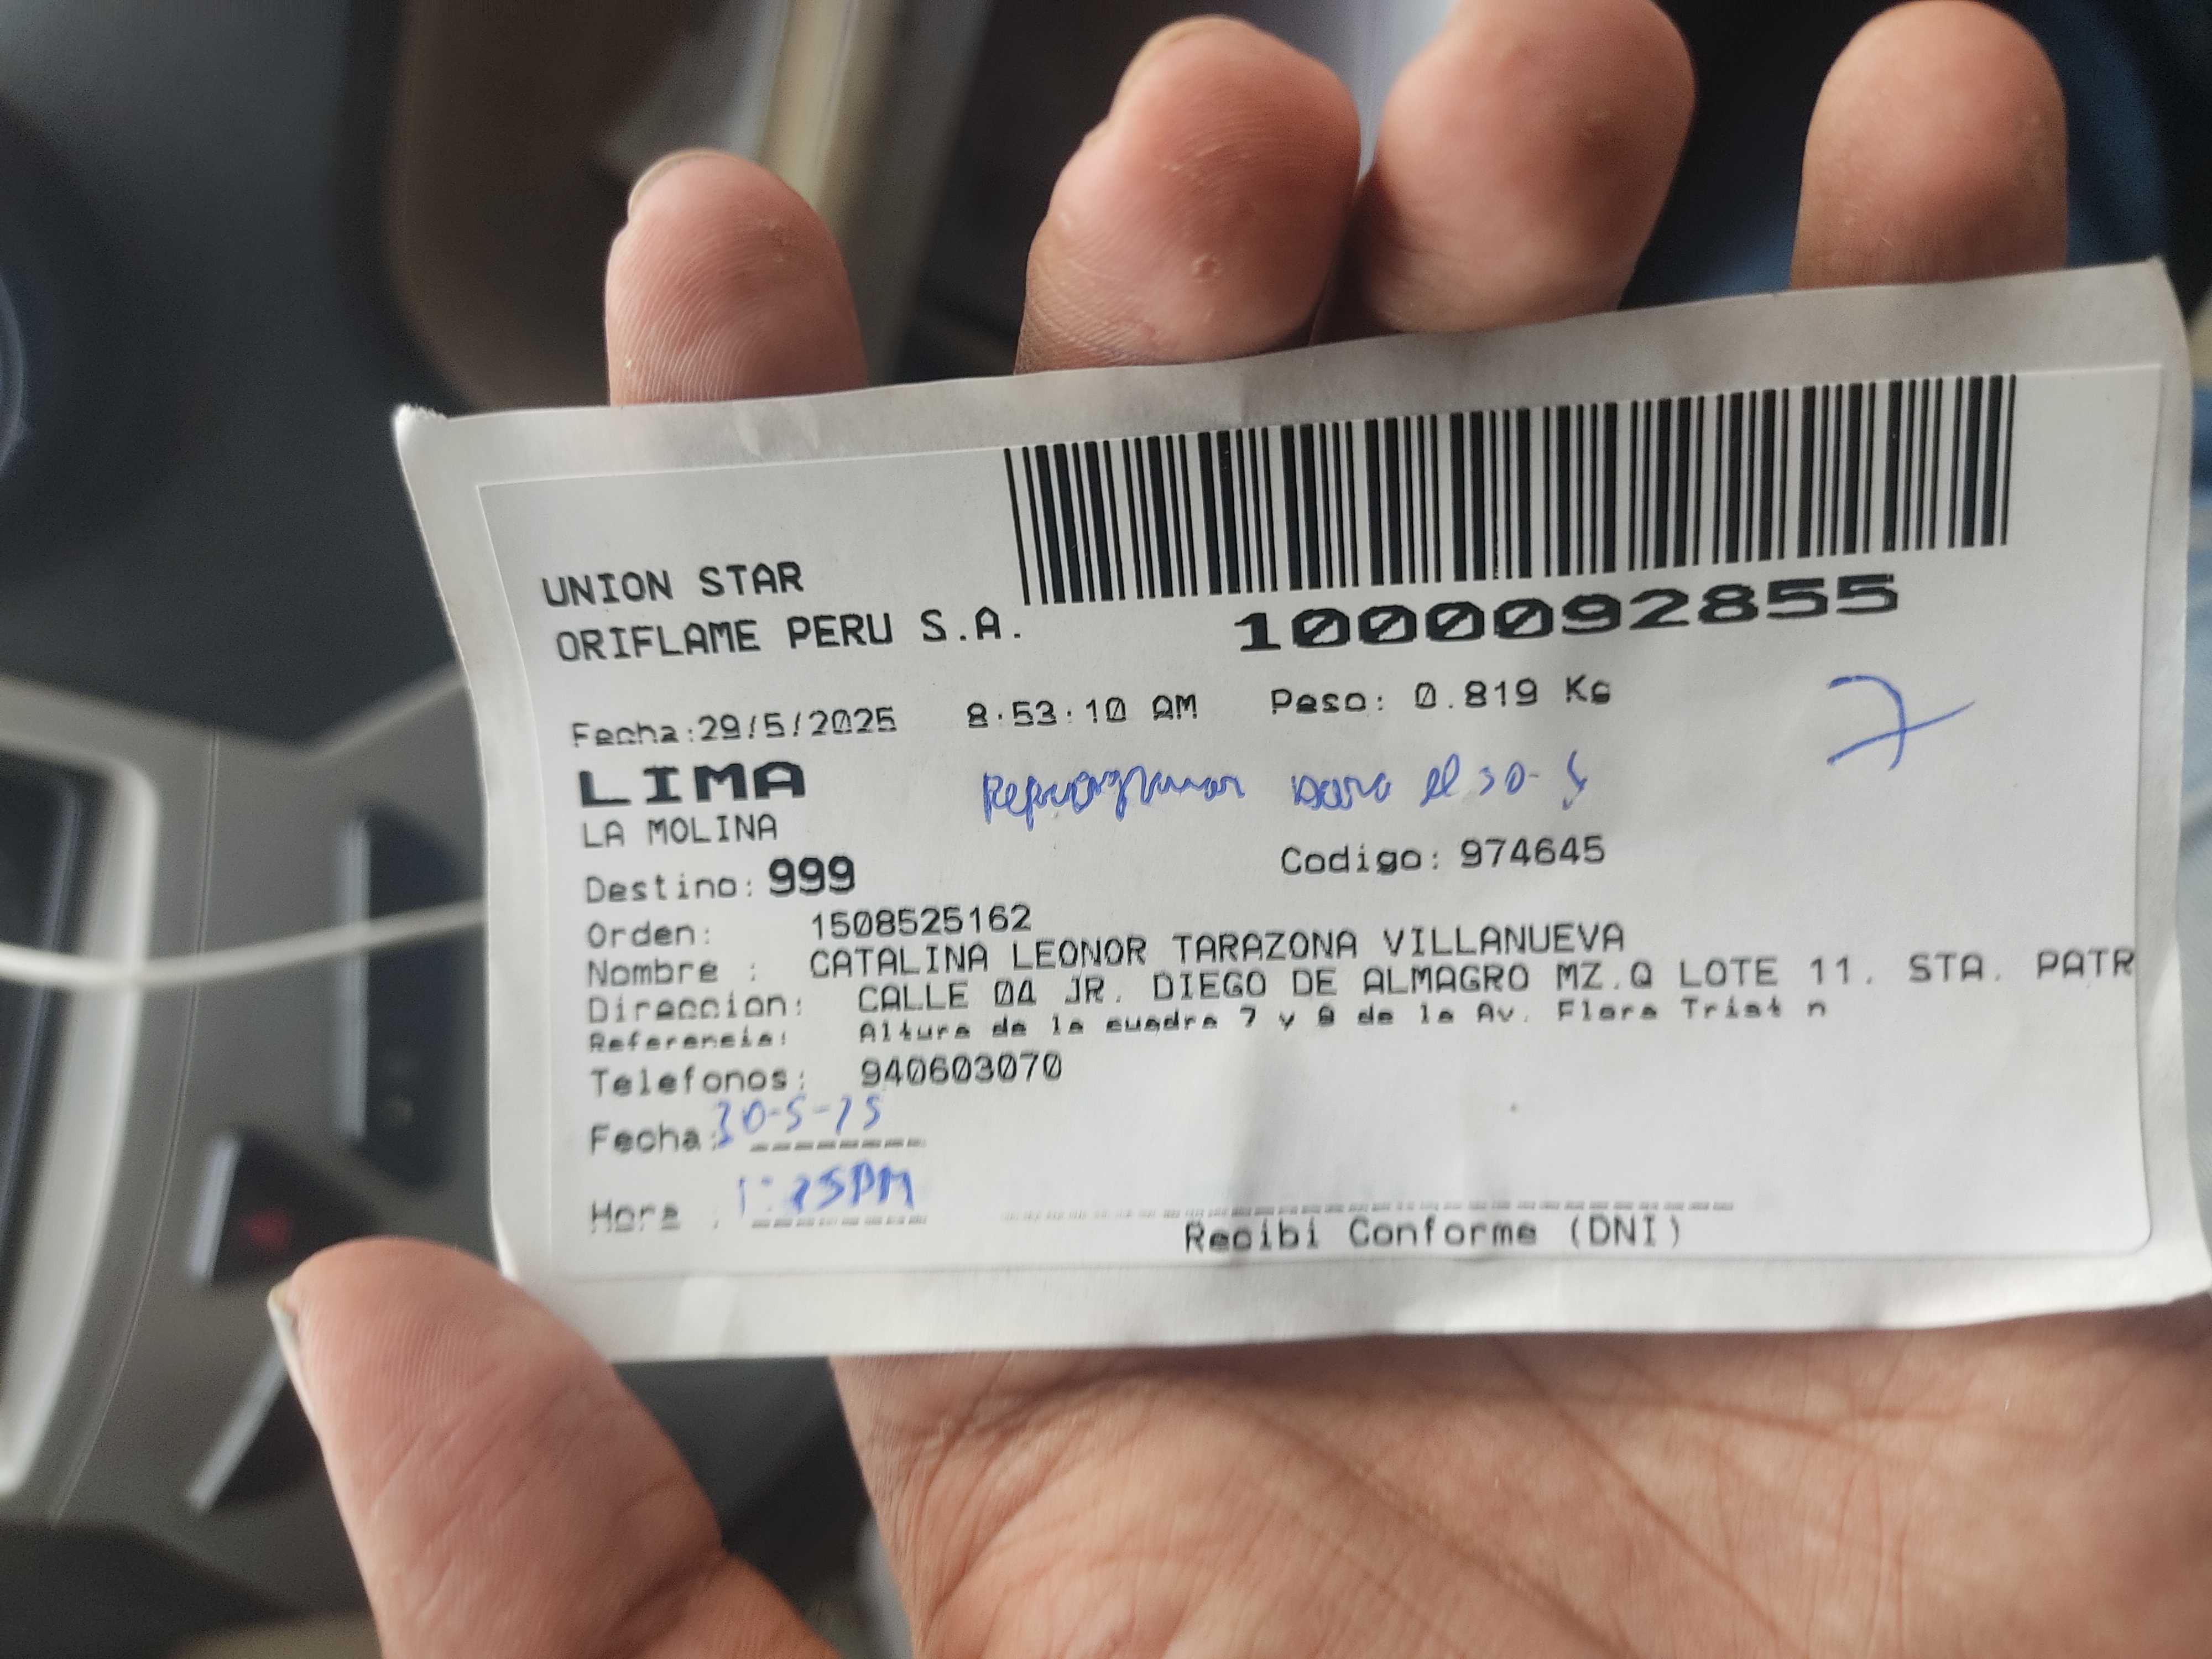 UNION STAR
ORIFLAME PERU S.A.
1000092855
Fecha:29/5/2025 8:53:10 AM Peso: 0.819 Kg
LIMA
Reprogramar para el 30-5
LA MOLINA
Destino: 999 Codigo: 974645
Orden: 1508525162
Nombre : CATALINA LEONOR TARAZONA VILLANUEVA
Direccion: CALLE 04 JR. DIEGO DE ALMAGRO MZ.Q LOTE 11. STA. PATR
Referencia: Altura de la cuadra 7 y 8 de la Av. Flora Trist n
Telefonos: 940603070
Fecha: 30-5-25
Hora : 1:25PM
Recibi Conforme (DNI)